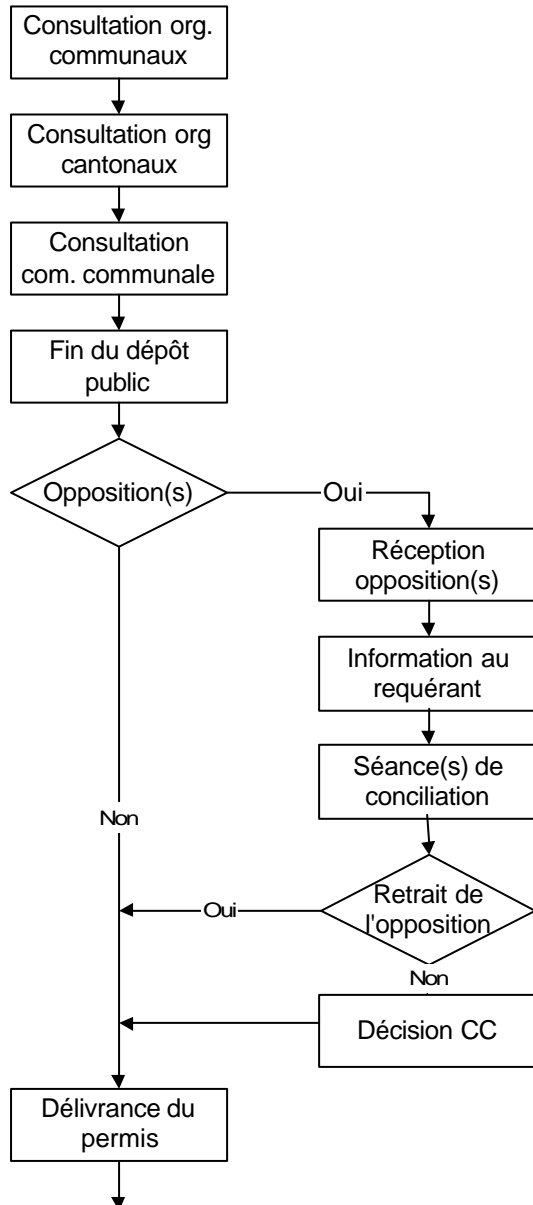 Consultation org.
communaux
Consultation org
cantonaux
Consultation
com. communale
Fin du dépôt
public
Opposition(s)
Oui
Réception
opposition(s)
Information au
requérant
Séance(s) de
conciliation
Non
Retrait de
l'opposition
Oui
Non
Décision CC
Délivrance du
permis